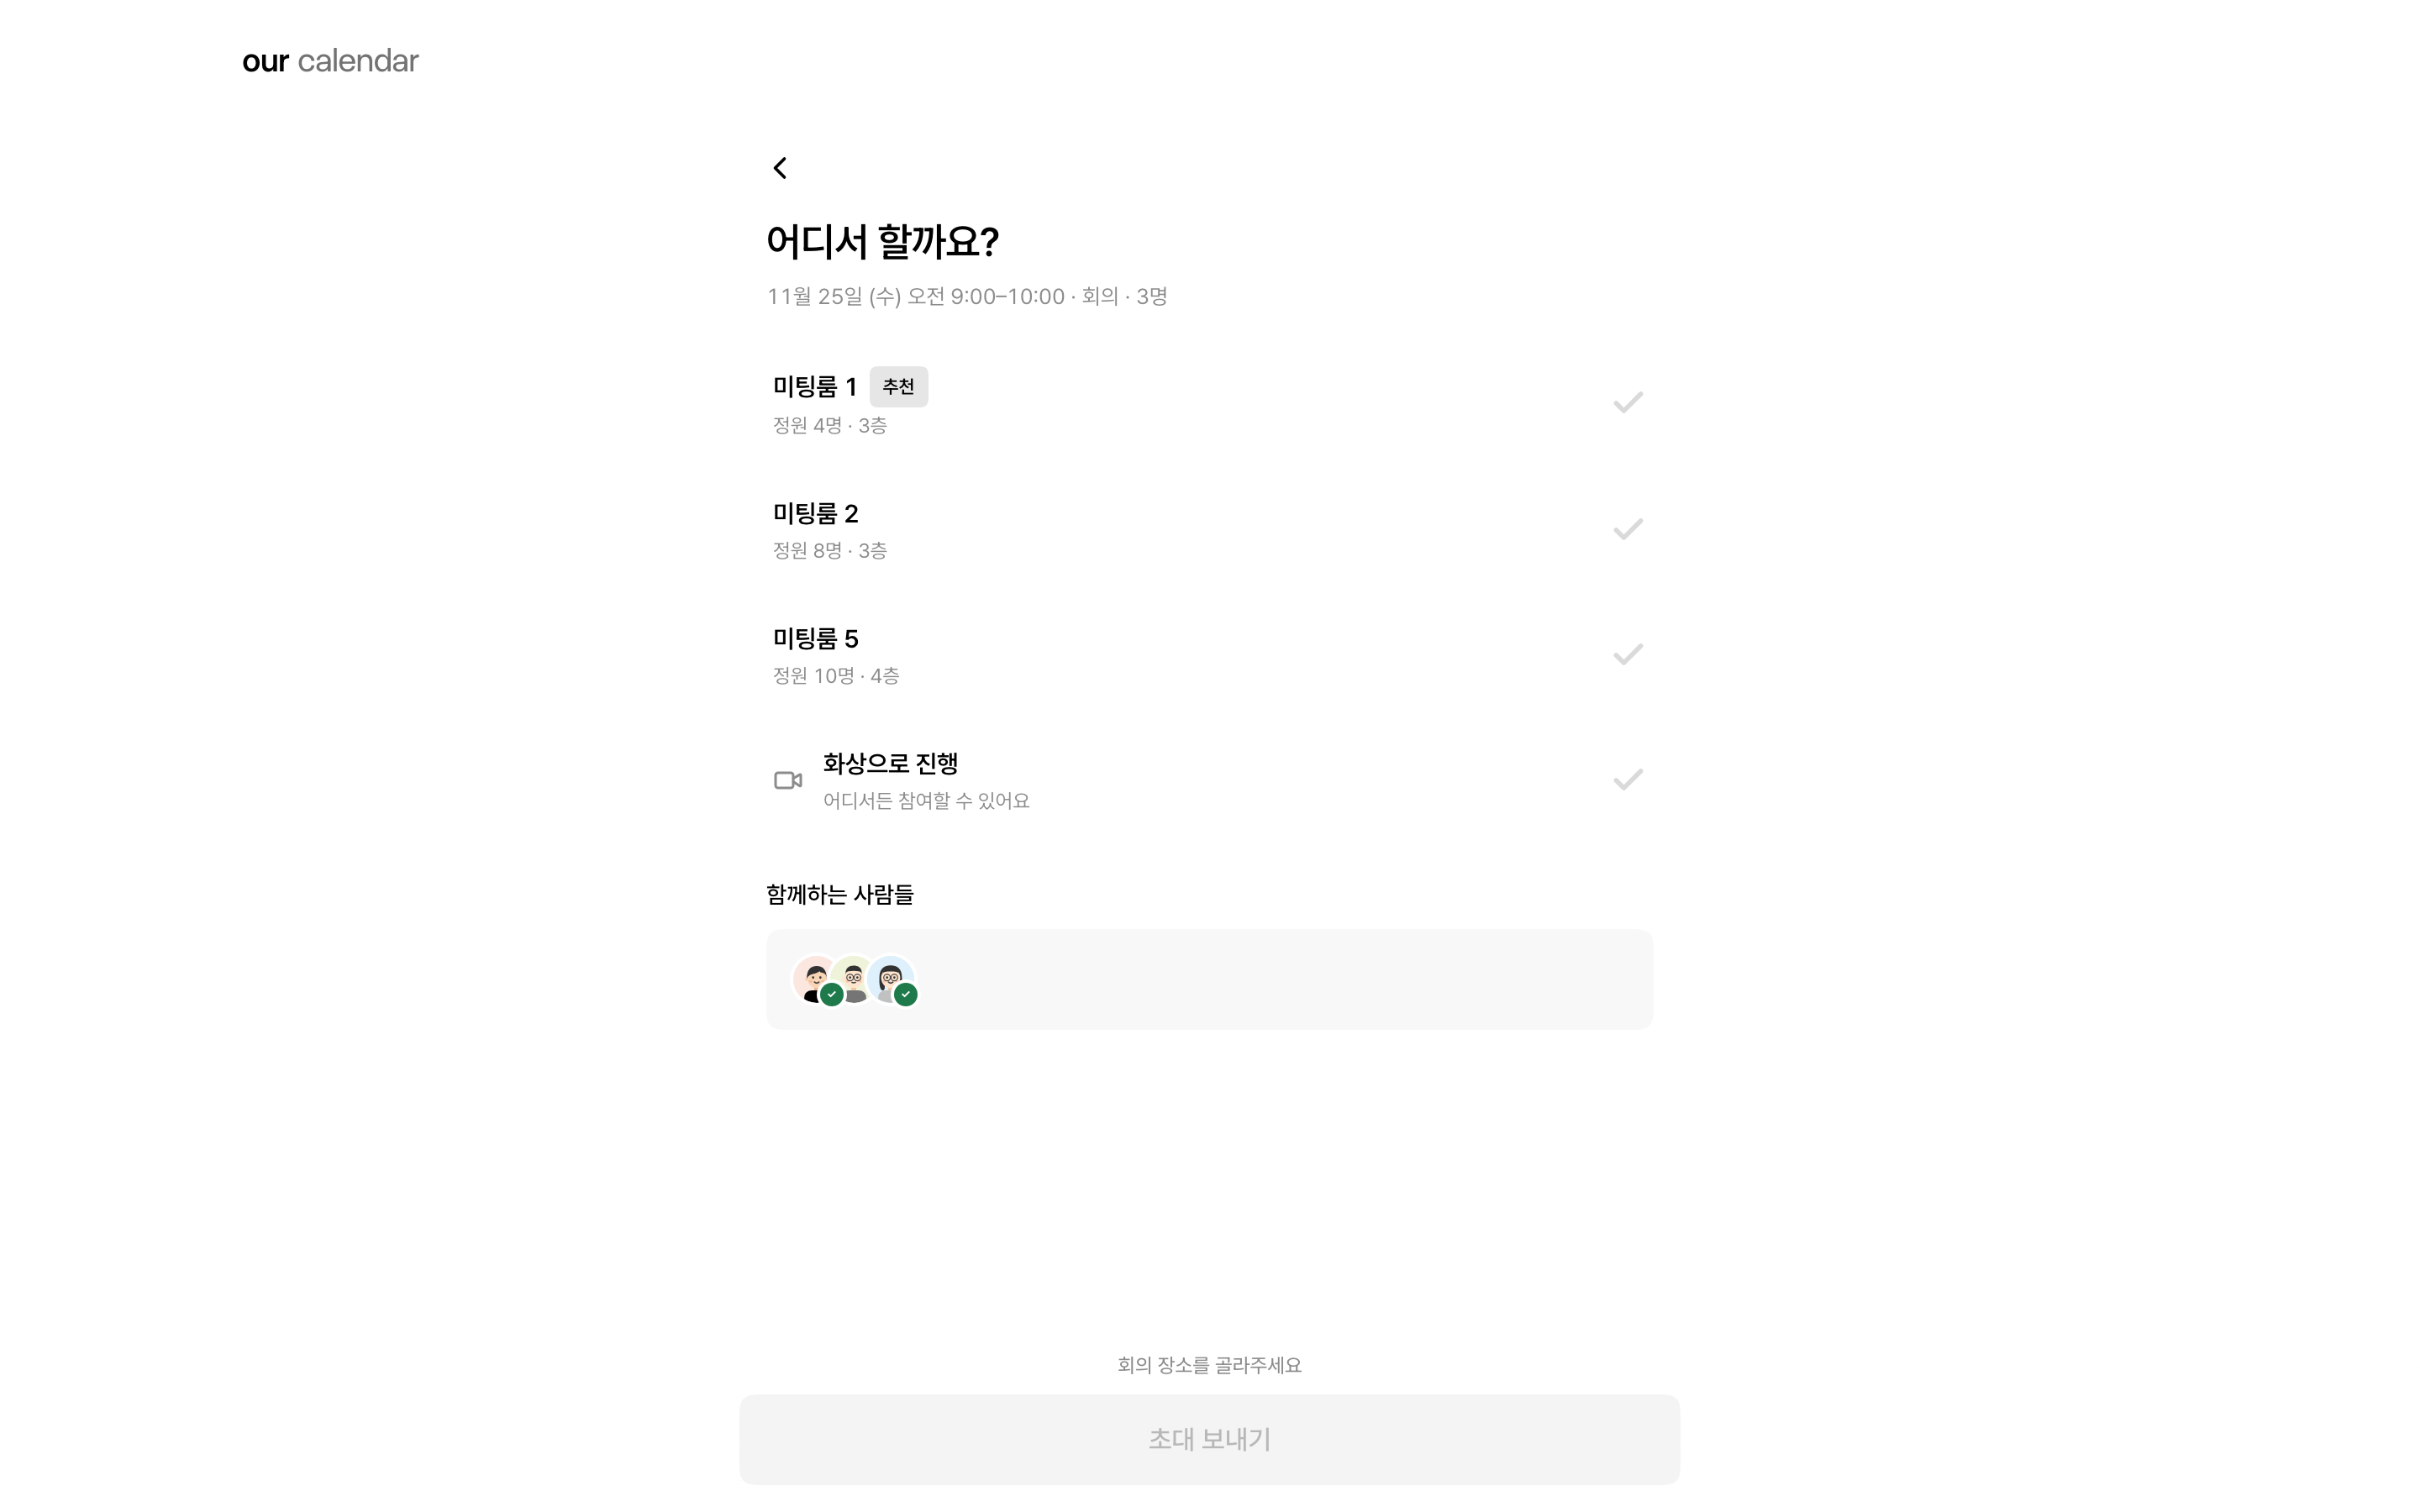 our calendar
어디서 할까요?
11월 25일 (수) 오전 9:00–10:00 · 회의 · 3명
미팅룸 1 추천
정원 4명 · 3층
미팅룸 2
정원 8명 · 3층
미팅룸 5
정원 10명 · 4층
화상으로 진행
어디서든 참여할 수 있어요
함께하는 사람들
회의 장소를 골라주세요
초대 보내기